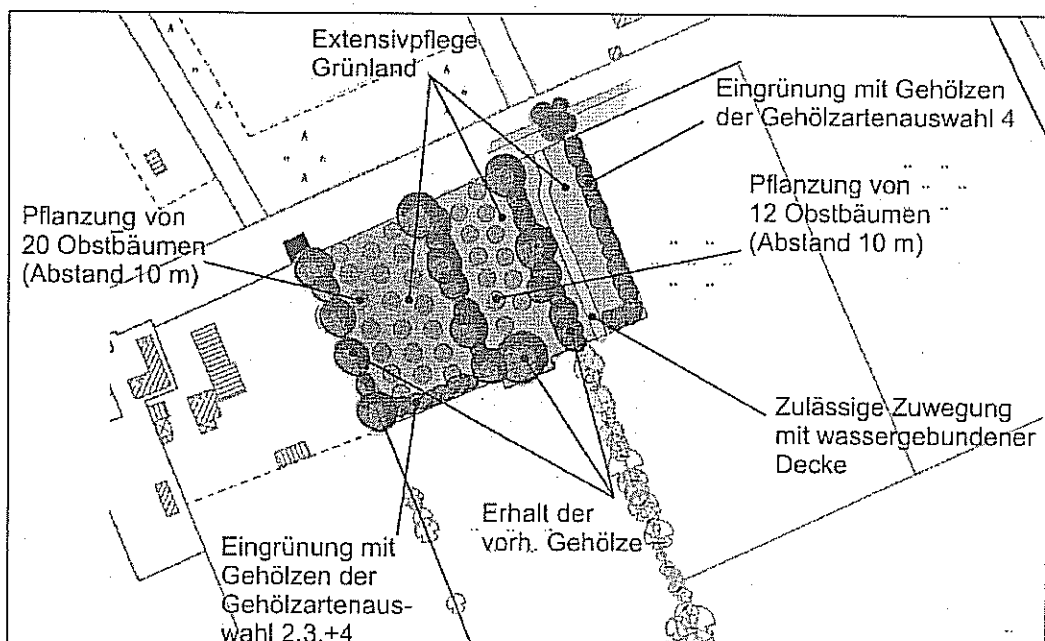 Extensivpflege
Grünland
Eingrünung mit Gehölzen
der Gehölzartenauswahl 4
Pflanzung von
20 Obstbäumen
(Abstand 10 m)
Pflanzung von
12 Obstbäumen
(Abstand 10 m)
Zulässige Zuwegung
mit wassergebundener
Decke
Erhalt der
vorh. Gehölze
Eingrünung mit
Gehölzen der
Gehölzartenaus-
wahl 2,3,+4